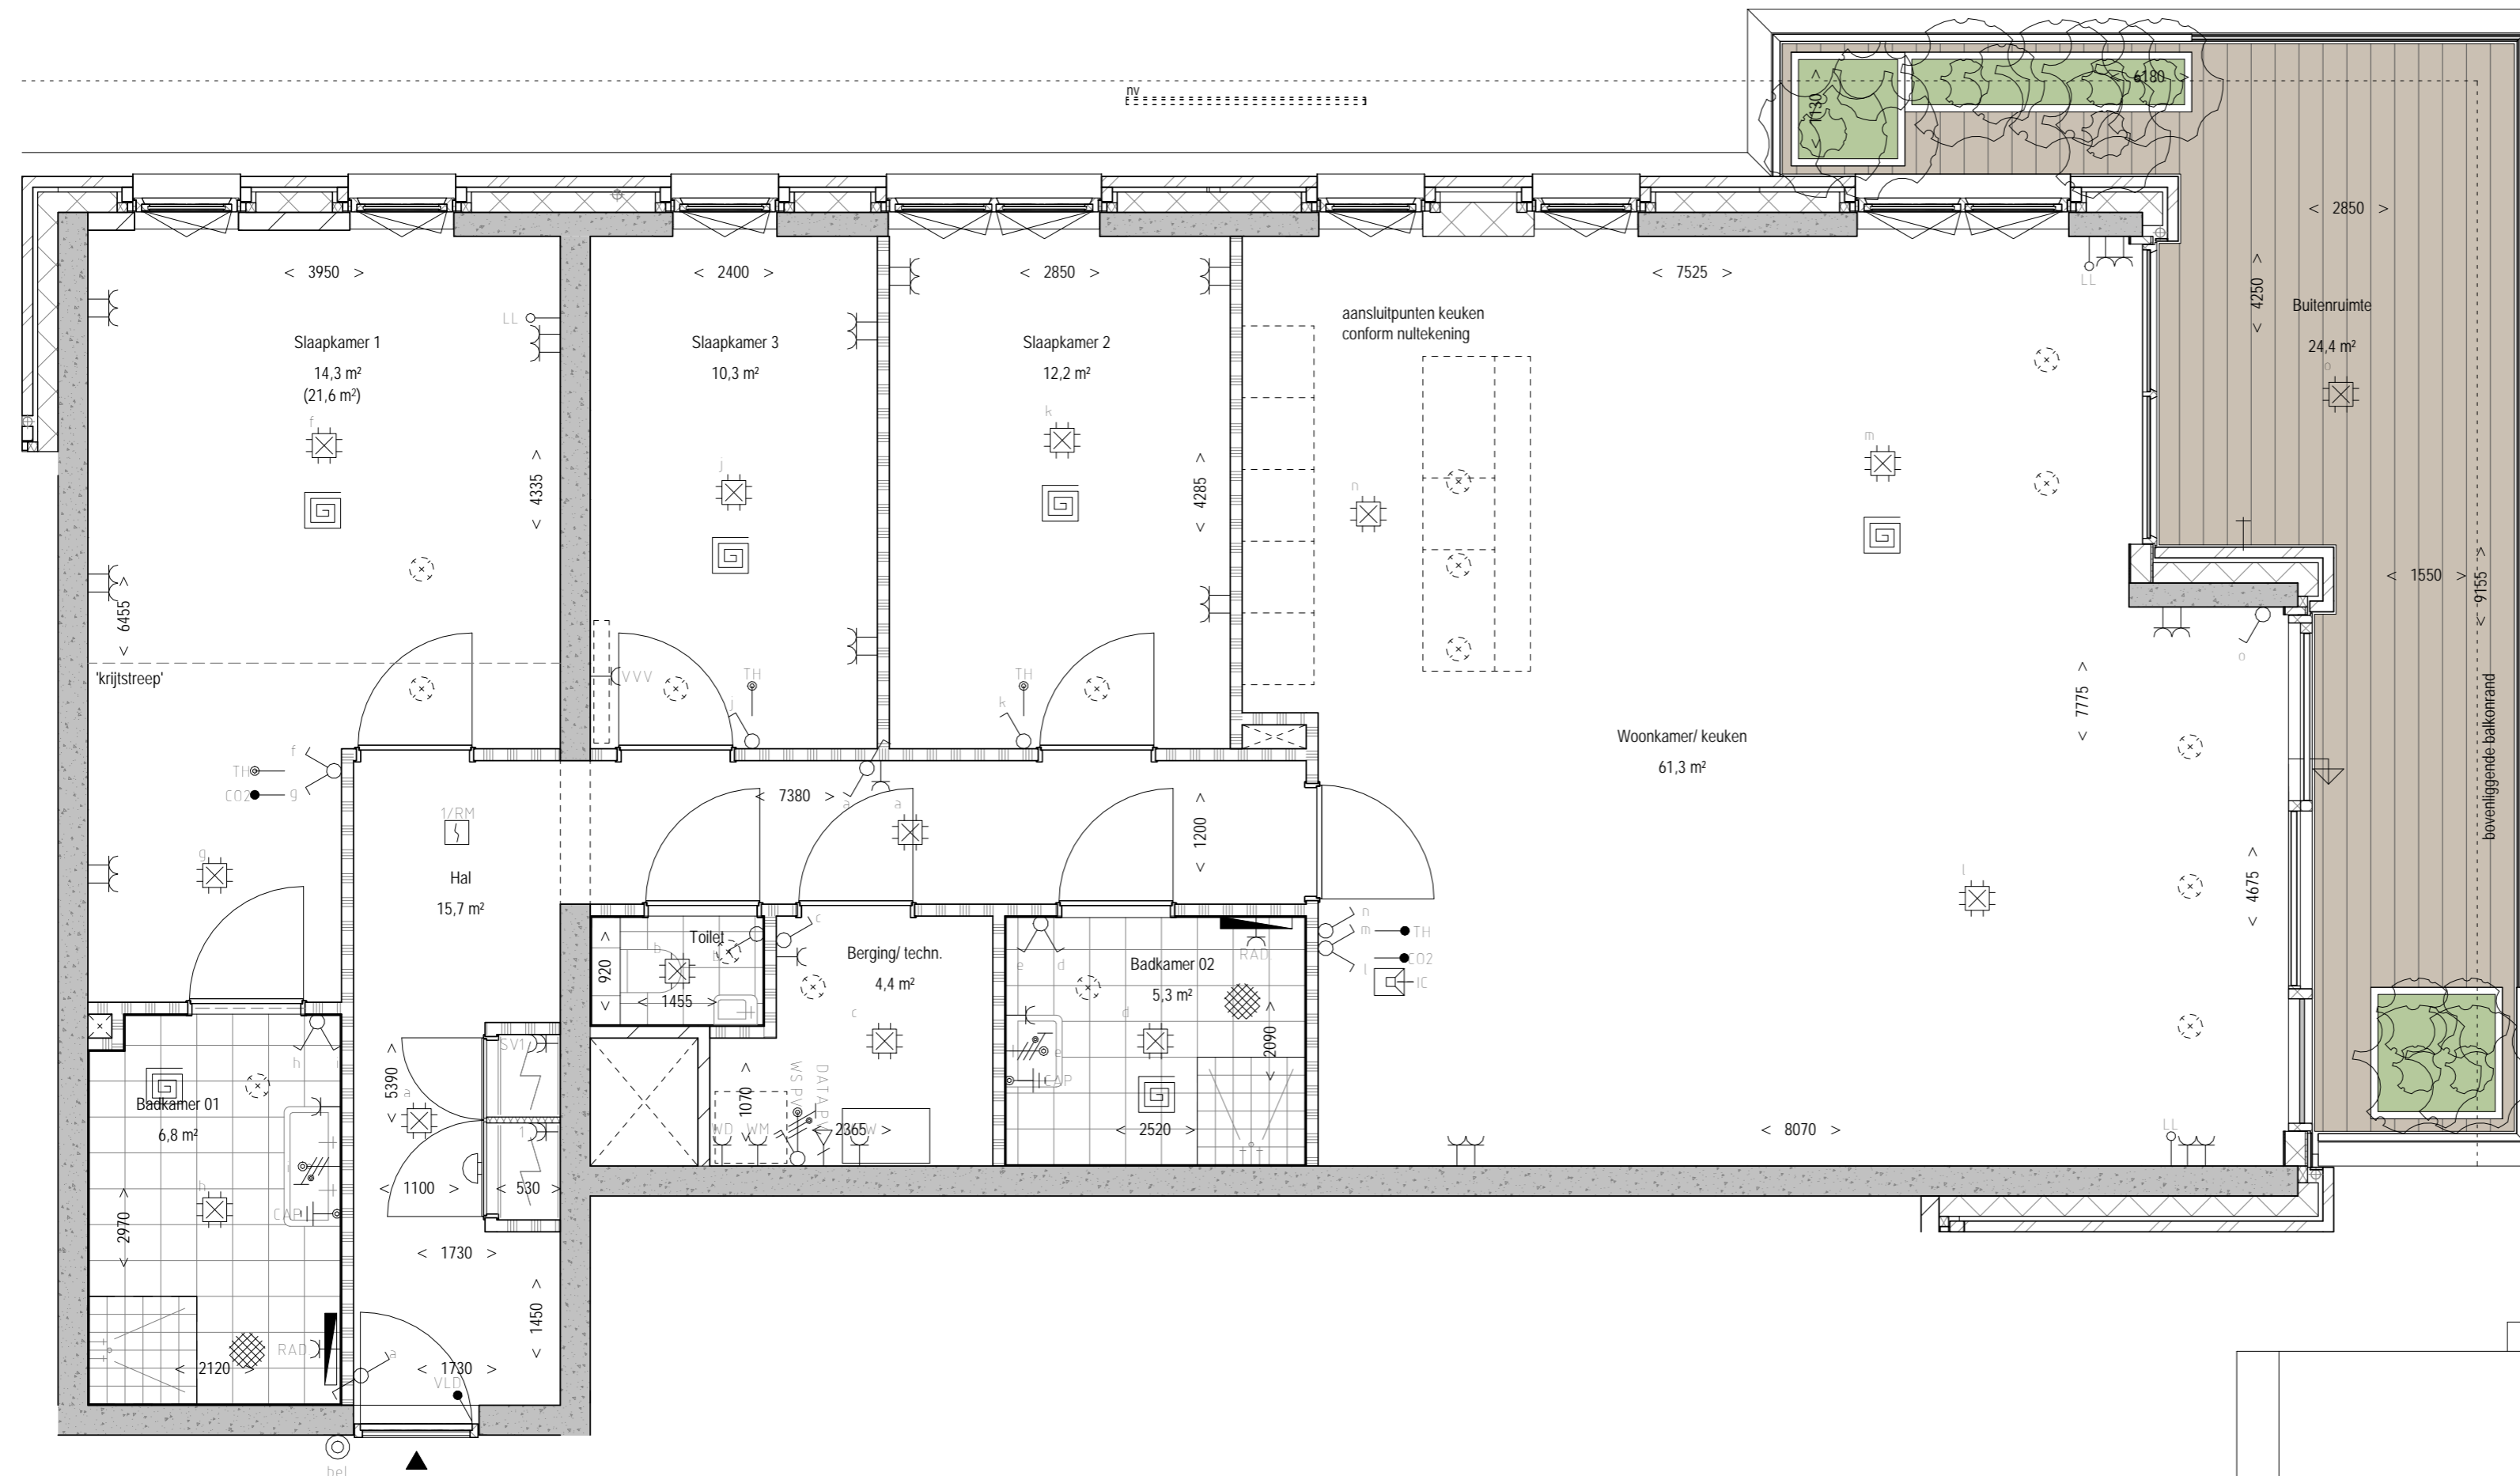 nv
< 6180 >
< 1130 >
< 2850 >
< 4250 >
Buitenruimte
24,4 m²
o
< 1550 >
< 9155 >
bovenliggende balkonrand
< 3950 >
< 2400 >
< 2850 >
< 7525 >
LL
LL
aansluitpunten keuken
conform nultekening
Slaapkamer 1
14,3 m²
(21,6 m²)
f
Slaapkamer 3
10,3 m²
j
Slaapkamer 2
12,2 m²
k
< 4335 >
< 4285 >
n
m
< 6455 >
'krijtstreep'
VVV
TH
j
TH
k
o
< 7775 >
Woonkamer/ keuken
61,3 m²
f
TH
CO2
g
g
1/RM
Hal
15,7 m²
< 7380 >
a
a
< 1200 >
l
< 4675 >
Toilet
b
< 920 >
< 1455 >
c
Berging/ techn.
4,4 m²
c
e
d
Badkamer 02
5,3 m²
RAD
d
e
CAP
< 2090 >
< 2520 >
n
m
l
TH
CO2
IC
h
Badkamer 01
6,8 m²
h
CAP
< 2970 >
RAD
< 2120 >
< 5390 >
a
SV1
1
< 1100 >
< 530 >
< 1730 >
< 1450 >
< 1730 >
a
VLD
bel
< 1070 >
WD
WM
< 2365 >
< 8070 >
LL